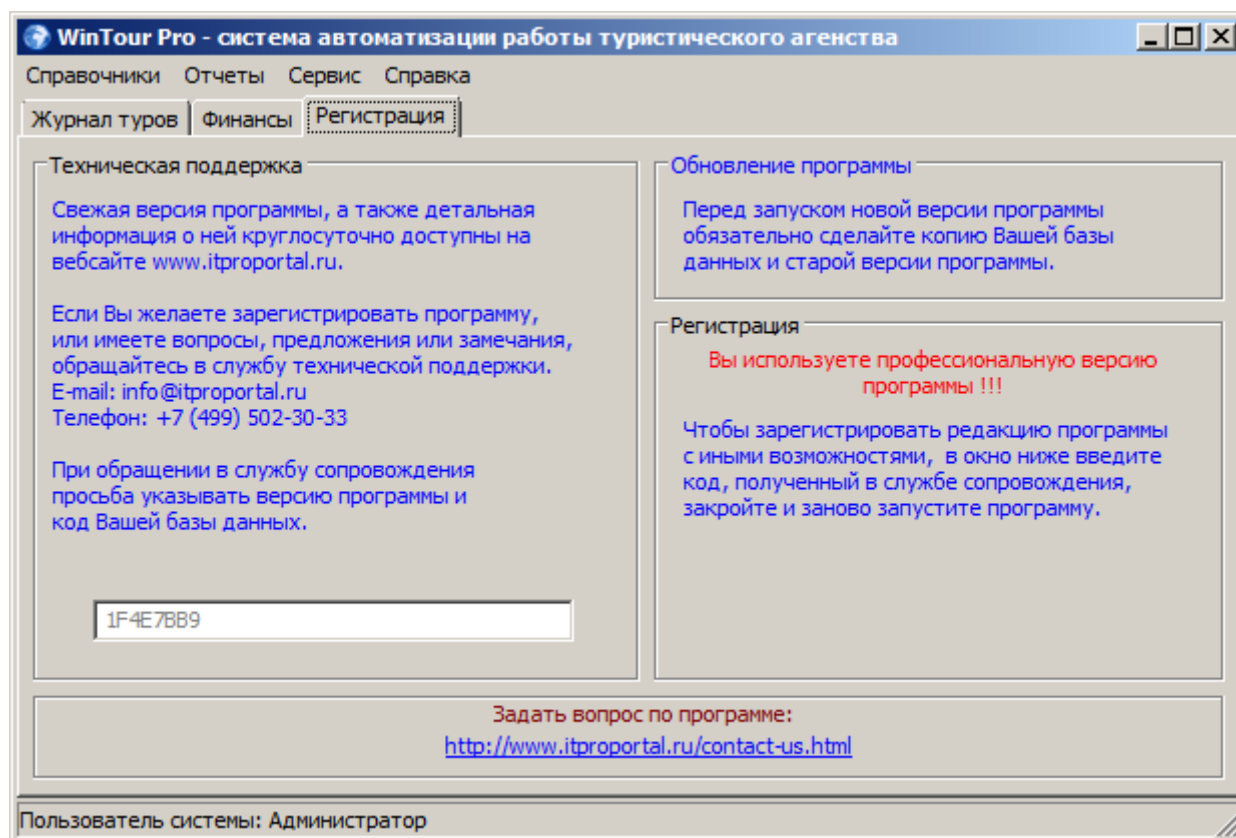 WinTour Pro - система автоматизации работы туристического агенства
Справочники Отчеты Сервис Справка
Журнал туров Финансы Регистрация
Техническая поддержка
Свежая версия программы, а также детальная
информация о ней круглосуточно доступны на
вебсайте www.itproportal.ru.
Если Вы желаете зарегистрировать программу,
или имеете вопросы, предложения или замечания,
обращайтесь в службу технической поддержки.
E-mail: info@itproportal.ru
Телефон: +7 (499) 502-30-33
При обращении в службу сопровождения
просьба указывать версию программы и
код Вашей базы данных.
1F4E7BB9
Обновление программы
Перед запуском новой версии программы
обязательно сделайте копию Вашей базы
данных и старой версии программы.
Регистрация
Вы используете профессиональную версию
программы !!!
Чтобы зарегистрировать редакцию программы
с иными возможностями, в окно ниже введите
код, полученный в службе сопровождения,
закройте и заново запустите программу.
Задать вопрос по программе:
http://www.itproportal.ru/contact-us.html
Пользователь системы: Администратор